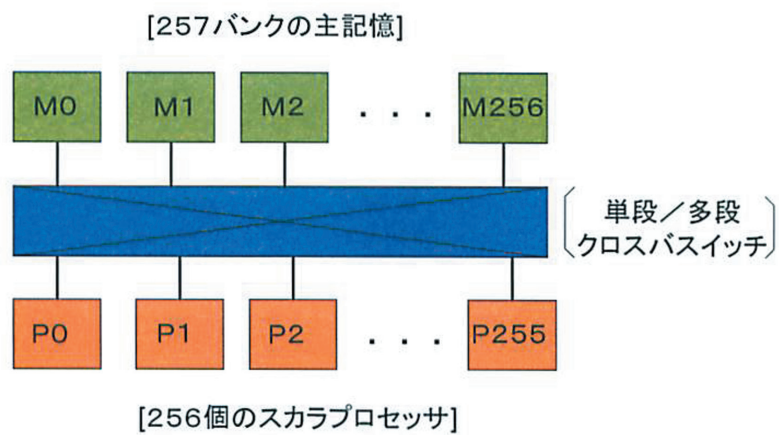 [257バンクの主記憶]
M0 M1 M2 ・・・ M256
単段／多段
クロスバスイッチ
P0 P1 P2 ・・・ P255
[256個のスカラプロセッサ]